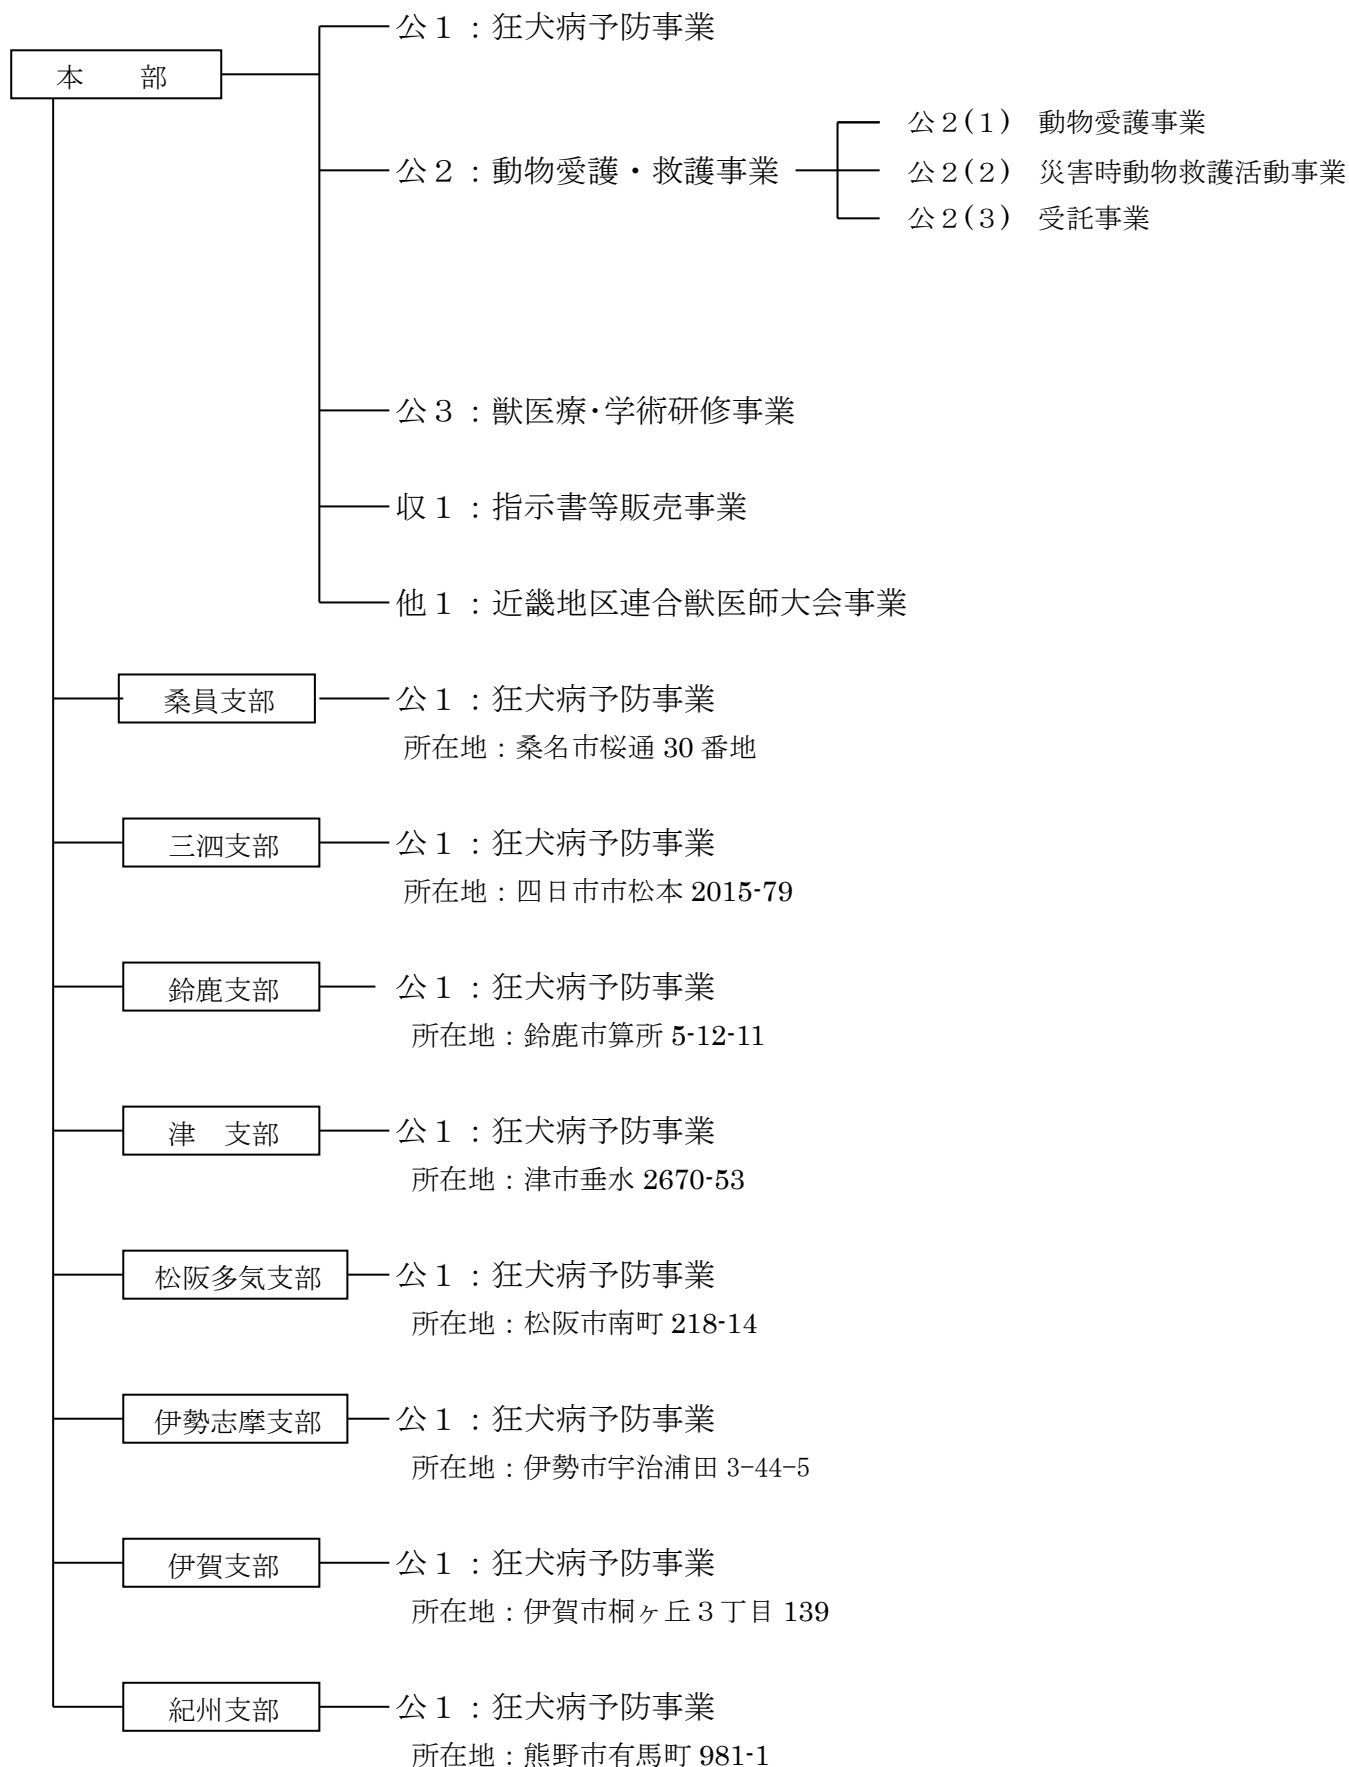 公１：狂犬病予防事業
本　　部
公２(１)　動物愛護事業
公２：動物愛護・救護事業
公２(２)　災害時動物救護活動事業
公２(３)　受託事業
公３：獣医療・学術研修事業
収１：指示書等販売事業
他１：近畿地区連合獣医師大会事業
桑員支部
公１：狂犬病予防事業
所在地：桑名市桜通 30 番地
三泗支部
公１：狂犬病予防事業
所在地：四日市市松本 2015-79
鈴鹿支部
公１：狂犬病予防事業
所在地：鈴鹿市算所 5-12-11
津　支部
公１：狂犬病予防事業
所在地：津市垂水 2670-53
松阪多気支部
公１：狂犬病予防事業
所在地：松阪市南町 218-14
伊勢志摩支部
公１：狂犬病予防事業
所在地：伊勢市宇治浦田 3-44-5
伊賀支部
公１：狂犬病予防事業
所在地：伊賀市桐ヶ丘３丁目 139
紀州支部
公１：狂犬病予防事業
所在地：熊野市有馬町 981-1